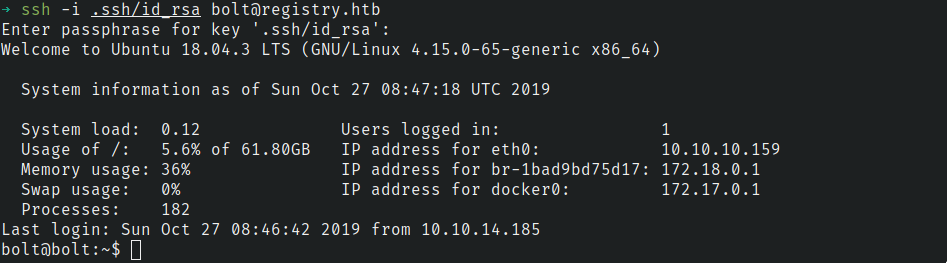 → ssh -i .ssh/id_rsa bolt@registry.htb
Enter passphrase for key '.ssh/id_rsa':
Welcome to Ubuntu 18.04.3 LTS (GNU/Linux 4.15.0-65-generic x86_64)
System information as of Sun Oct 27 08:47:18 UTC 2019
System load:  0.12              Users logged in:                1
Usage of /:   5.6% of 61.80GB   IP address for eth0:            10.10.10.159
Memory usage: 36%               IP address for br-1bad9bd75d17: 172.18.0.1
Swap usage:   0%                IP address for docker0:         172.17.0.1
Processes:    182
Last login: Sun Oct 27 08:46:42 2019 from 10.10.14.185
bolt@bolt:~$